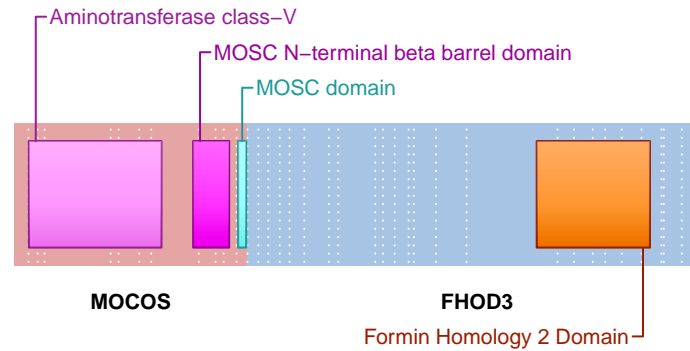 Aminotransferase class−V
MOSC N−terminal beta barrel domain
MOSC domain
MOCOS
FHOD3
Formin Homology 2 Domain